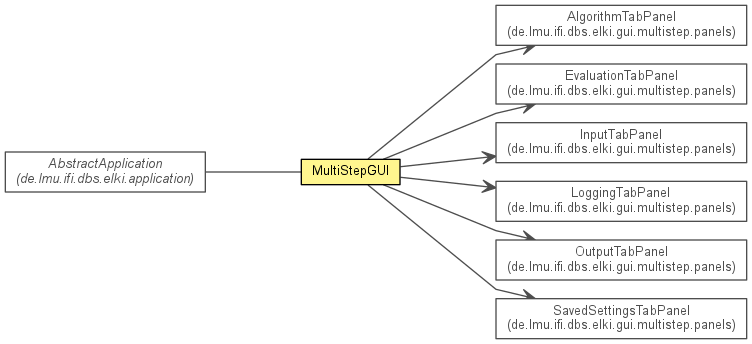 AlgorithmTabPanel
(de.lmu.ifi.dbs.elki.gui.multistep.panels)
EvaluationTabPanel
(de.lmu.ifi.dbs.elki.gui.multistep.panels)
InputTabPanel
(de.lmu.ifi.dbs.elki.gui.multistep.panels)
AbstractApplication
(de.lmu.ifi.dbs.elki.application)
MultiStepGUI
LoggingTabPanel
(de.lmu.ifi.dbs.elki.gui.multistep.panels)
OutputTabPanel
(de.lmu.ifi.dbs.elki.gui.multistep.panels)
SavedSettingsTabPanel
(de.lmu.ifi.dbs.elki.gui.multistep.panels)